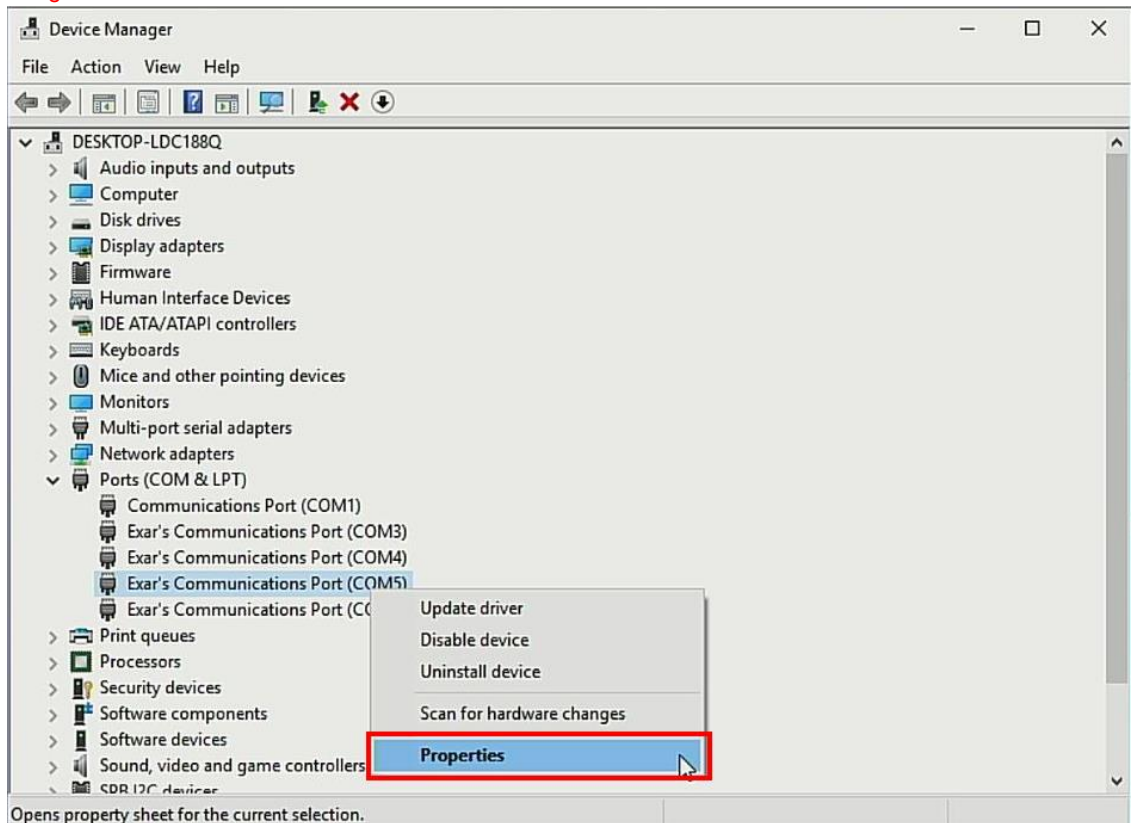 Device Manager
File Action View Help
DESKTOP-LDC188Q
Audio inputs and outputs
Computer
Disk drives
Display adapters
Firmware
Human Interface Devices
IDE ATA/ATAPI controllers
Keyboards
Mice and other pointing devices
Monitors
Multi-port serial adapters
Network adapters
Ports (COM & LPT)
Communications Port (COM1)
Exar's Communications Port (COM3)
Exar's Communications Port (COM4)
Exar's Communications Port (COM5)
Exar's Communications Port (CO
Update driver
Disable device
Uninstall device
Scan for hardware changes
Properties
Print queues
Processors
Security devices
Software components
Software devices
Sound, video and game controllers
SPB I2C devices
Opens property sheet for the current selection.